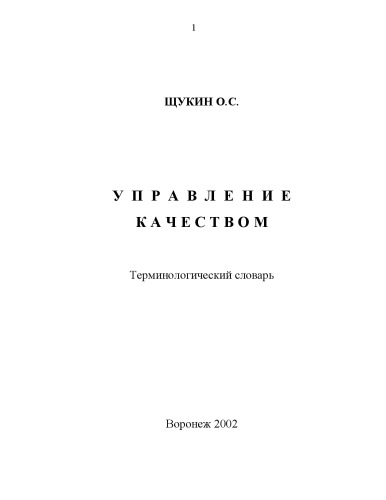 1
ЩУКИН О.С.
У П Р А В Л Е Н И Е
К А Ч Е С Т В О М
Терминологический словарь
Воронеж 2002